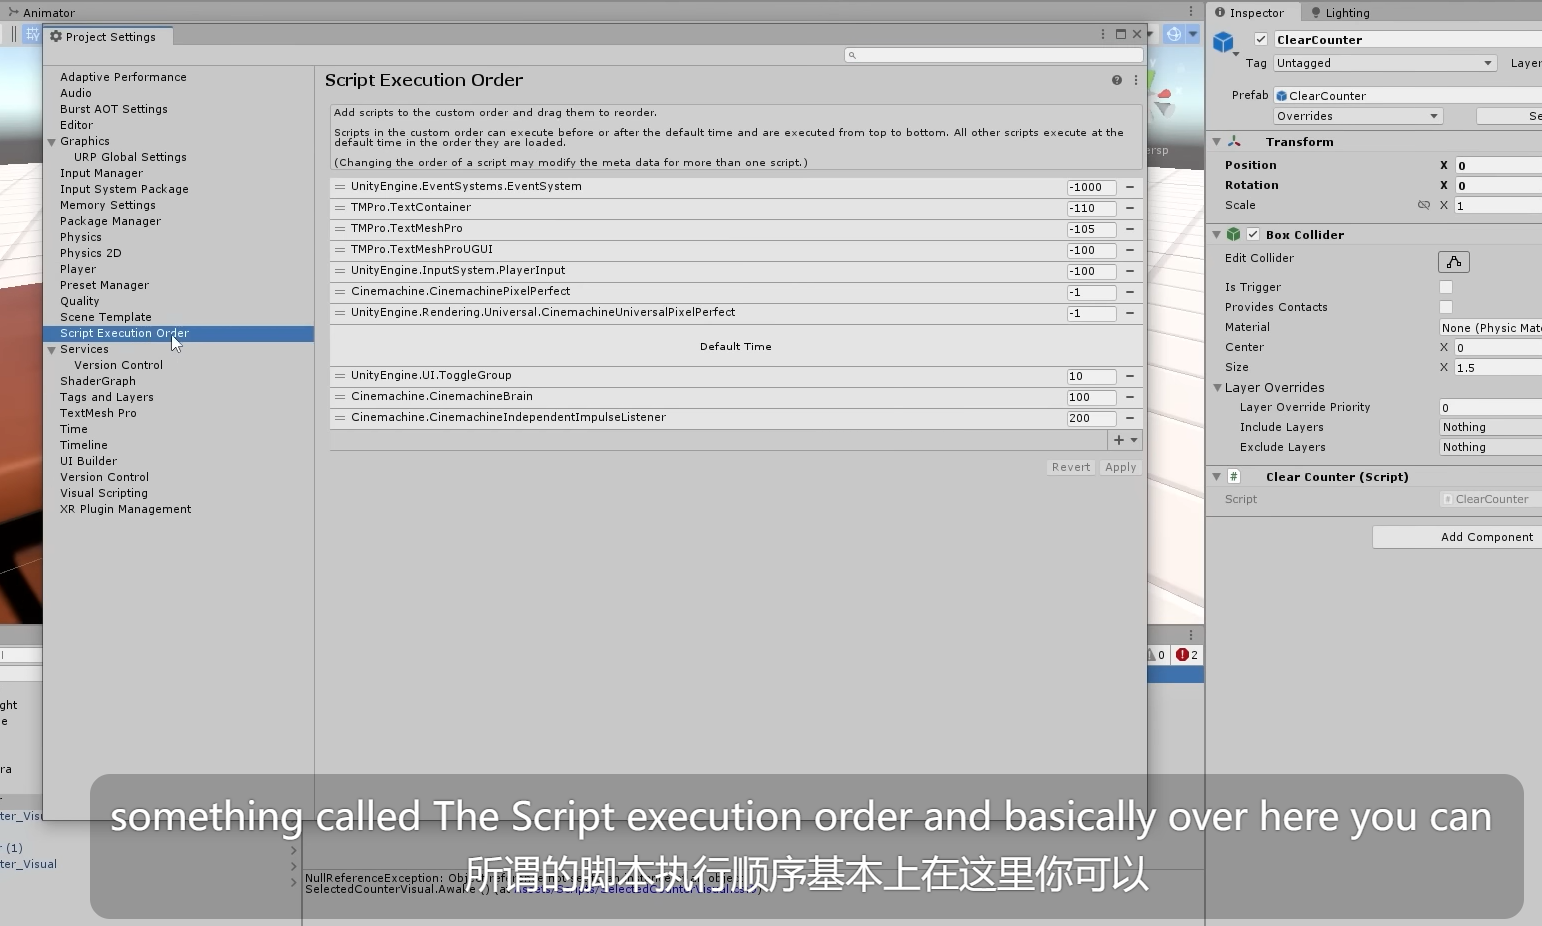 Animator
Project Settings
Adaptive Performance
Audio
Burst AOT Settings
Editor
Graphics
URP Global Settings
Input Manager
Input System Package
Memory Settings
Package Manager
Physics
Physics 2D
Player
Preset Manager
Quality
Scene Template
Script Execution Order
Services
Version Control
ShaderGraph
Tags and Layers
TextMesh Pro
Time
Timeline
UI Builder
Version Control
Visual Scripting
XR Plugin Management
Script Execution Order
Add scripts to the custom order and drag them to reorder.
Scripts in the custom order can execute before or after the default time and are executed from top to bottom. All other scripts execute at the
default time in the order they are loaded.
(Changing the order of a script may modify the meta data for more than one script.)
UnityEngine.EventSystems.EventSystem -1000
TMPro.TextContainer -110
TMPro.TextMeshPro -105
TMPro.TextMeshProUGUI -100
UnityEngine.InputSystem.PlayerInput -100
Cinemachine.CinemachinePixelPerfect -1
UnityEngine.Rendering.Universal.CinemachineUniversalPixelPerfect -1
Default Time
UnityEngine.UI.ToggleGroup 10
Cinemachine.CinemachineBrain 100
Cinemachine.CinemachineIndependentImpulseListener 200
Revert Apply
y
ersp
0 2
Inspector Lighting
ClearCounter
Tag Untagged Layer
Prefab ClearCounter
Overrides Se
Transform
Position X 0
Rotation X 0
Scale X 1
Box Collider
Edit Collider
Is Trigger
Provides Contacts
Material None (Physic Mate
Center X 0
Size X 1.5
Layer Overrides
Layer Override Priority 0
Include Layers Nothing
Exclude Layers Nothing
# Clear Counter (Script)
Script ClearCounter
Add Component
ght
e
ra
ter_Visu
r (1)
ter_Visual
NullReferenceException: Obj
SelectedCounterVisual.Awake () (at Assets/Scripts/SelectedCounterVisual.cs
something called The Script execution order and basically over here you can
所谓的脚本执行顺序基本上在这里你可以